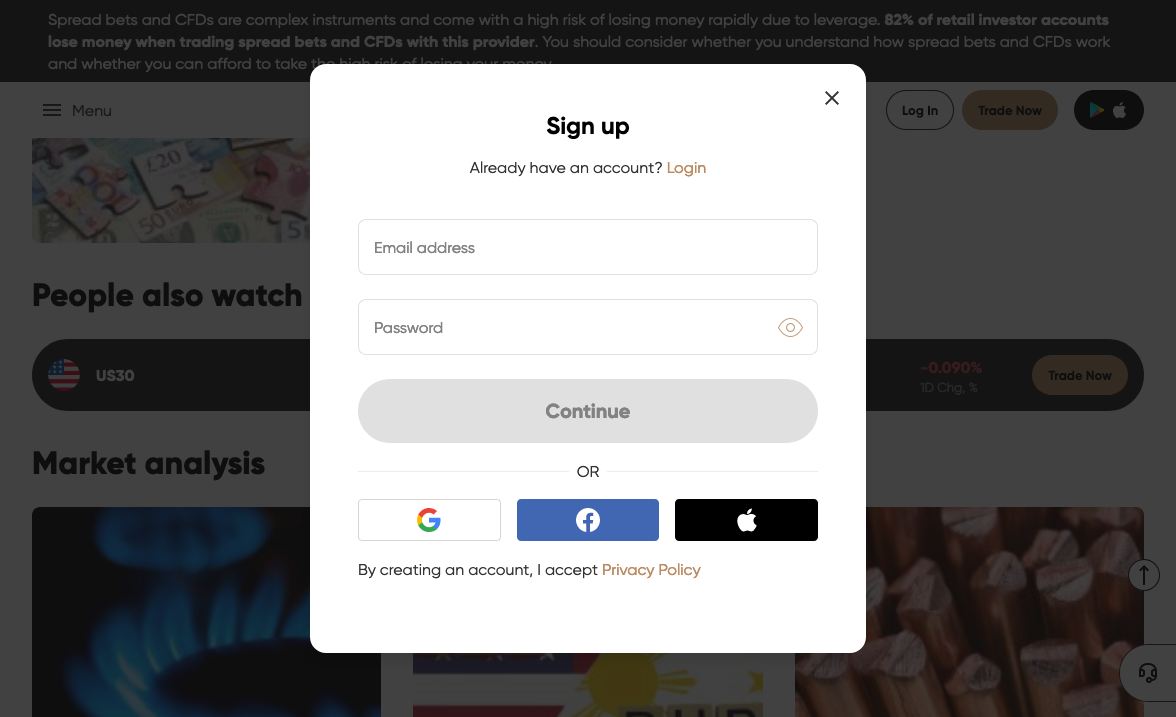 Spread bets and CFDs are complex instruments and come with a high risk of losing money rapidly due to leverage. 82% of retail investor accounts
lose money when trading spread bets and CFDs with this provider. You should consider whether you understand how spread bets and CFDs work
and whether you can afford to take the high risk of losing your money.
Menu
Log In
Trade Now
Sign up
Already have an account? Login
Email address
Password
Continue
OR
By creating an account, I accept Privacy Policy
£20
50
5
People also watch
US30
-0.090%
1D Chg, %
Trade Now
Market analysis